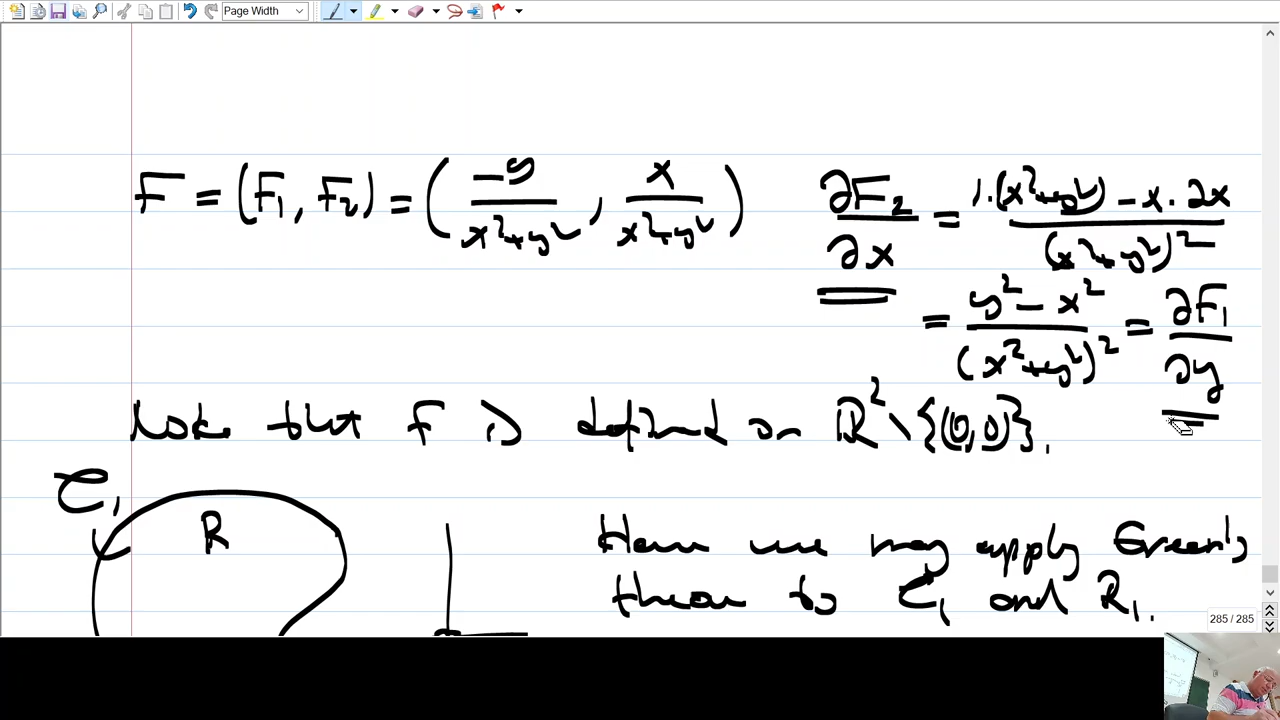 Page Width
F = (F₁, F₂) = (-y/(x²+y²), x/(x²+y²))
∂F₂/∂x = (1·(x²+y²) - x·2x)/(x²+y²)²
= (y² - x²)/(x²+y²)² = ∂F₁/∂y
Note that F is defined on ℝ²\{(0,0)}.
C₁
R
Here we may apply Green's
theorem to C₁ and R₁.
285 / 285